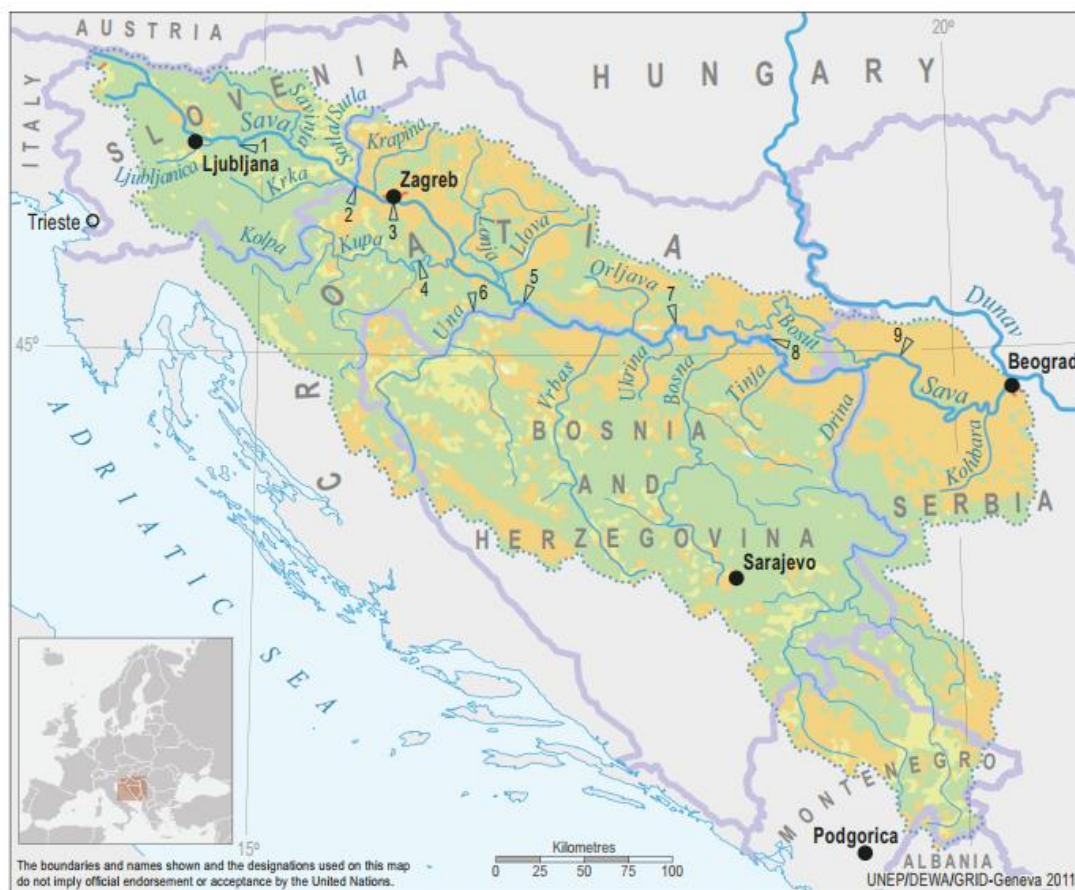 AUSTRIA
20°
ITALY
SLOVENIA
HUNGARY
Sava
Savinja
Sotla/Sutla
Krapina
1
Ljubljana
Ljubljanica
Krka
Zagreb
2
3
Trieste
Kolpa
Kupa
Lonja
Llova
CROATIA
4
5
6
Una
Orljava
7
8
9
Bosut
Dunav
45°
Beograd
Sava
Vrbas
Ukrina
Bosna
Tinja
Drina
Kohbara
BOSNIA
AND
HERZEGOVINA
SERBIA
Sarajevo
ADRIATIC SEA
MONTENEGRO
Podgorica
ALBANIA
15°
Kilometres
0 25 50 75 100
The boundaries and names shown and the designations used on this map
do not imply official endorsement or acceptance by the United Nations.
UNEP/DEWA/GRID-Geneva 2011